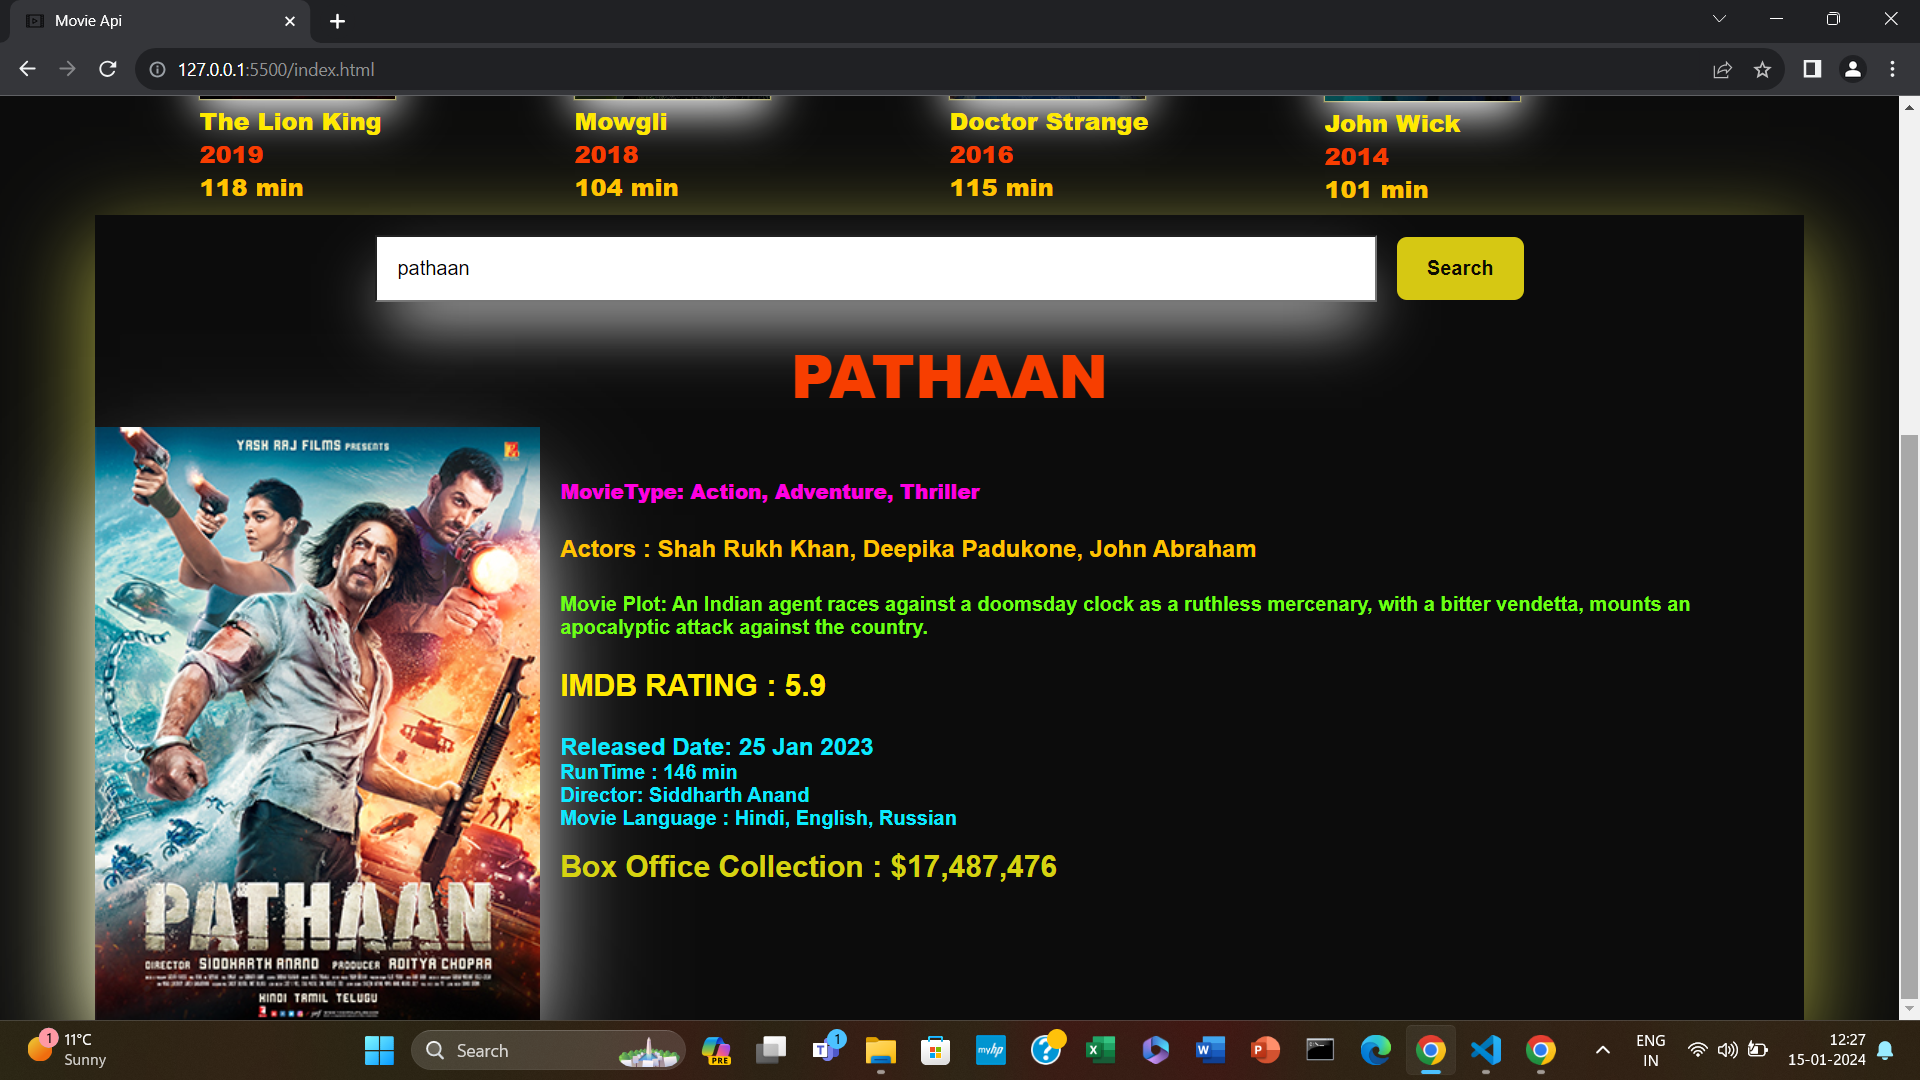 Movie Api
127.0.0.1:5500/index.html
The Lion King
2019
118 min
Mowgli
2018
104 min
Doctor Strange
2016
115 min
John Wick
2014
101 min
pathaan
Search
PATHAAN
YASH RAJ FILMS PRESENTS
PATHAAN
DIRECTOR SIDDHARTH ANAND PRODUCER ADITYA CHOPRA
HINDI TAMIL TELUGU
MovieType: Action, Adventure, Thriller
Actors : Shah Rukh Khan, Deepika Padukone, John Abraham
Movie Plot: An Indian agent races against a doomsday clock as a ruthless mercenary, with a bitter vendetta, mounts an
apocalyptic attack against the country.
IMDB RATING : 5.9
Released Date: 25 Jan 2023
RunTime : 146 min
Director: Siddharth Anand
Movie Language : Hindi, English, Russian
Box Office Collection : $17,487,476
1
11°C
Sunny
Search
PRE
T
1
myhp
?
X
W
P
ENG
IN
12:27
15-01-2024